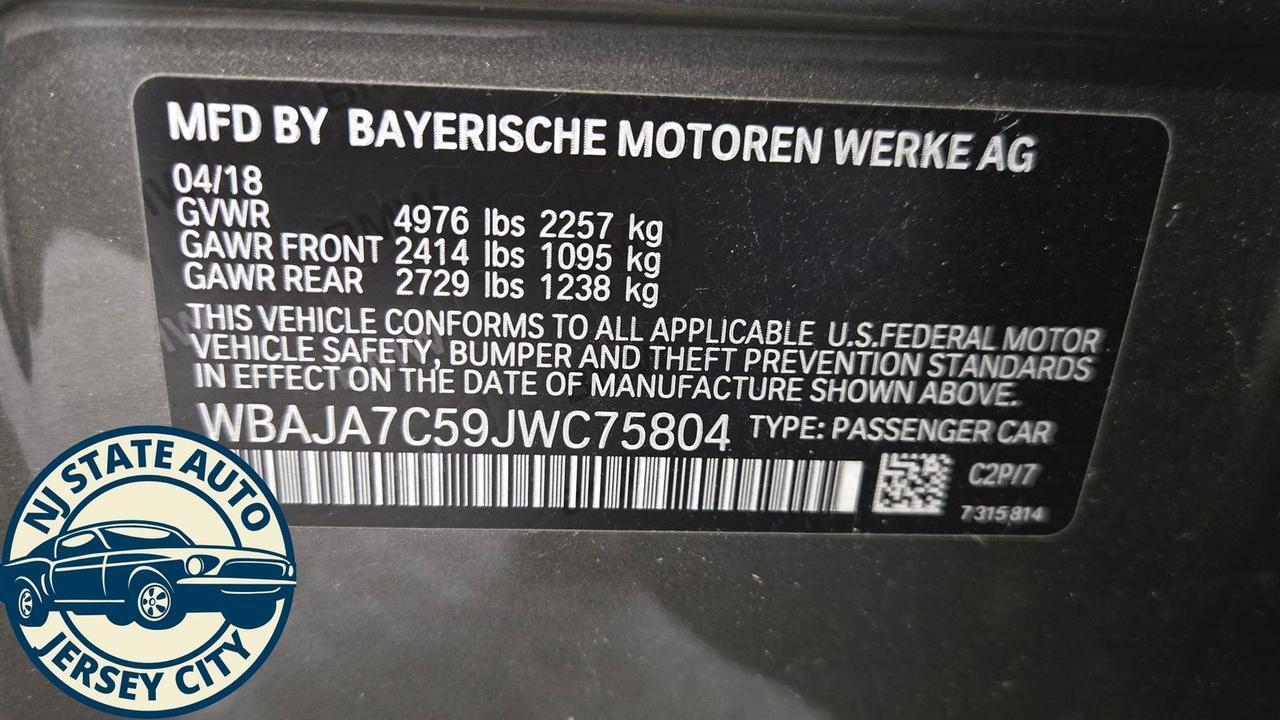 MFD BY BAYERISCHE MOTOREN WERKE AG
04/18
GVWR 4976 lbs 2257 kg
GAWR FRONT 2414 lbs 1095 kg
GAWR REAR 2729 lbs 1238 kg
THIS VEHICLE CONFORMS TO ALL APPLICABLE U.S.FEDERAL MOTOR
VEHICLE SAFETY, BUMPER AND THEFT PREVENTION STANDARDS
IN EFFECT ON THE DATE OF MANUFACTURE SHOWN ABOVE.
WBAJA7C59JWC75804 TYPE: PASSENGER CAR
C2P/7
7315814
NJ STATE AUTO
JERSEY CITY